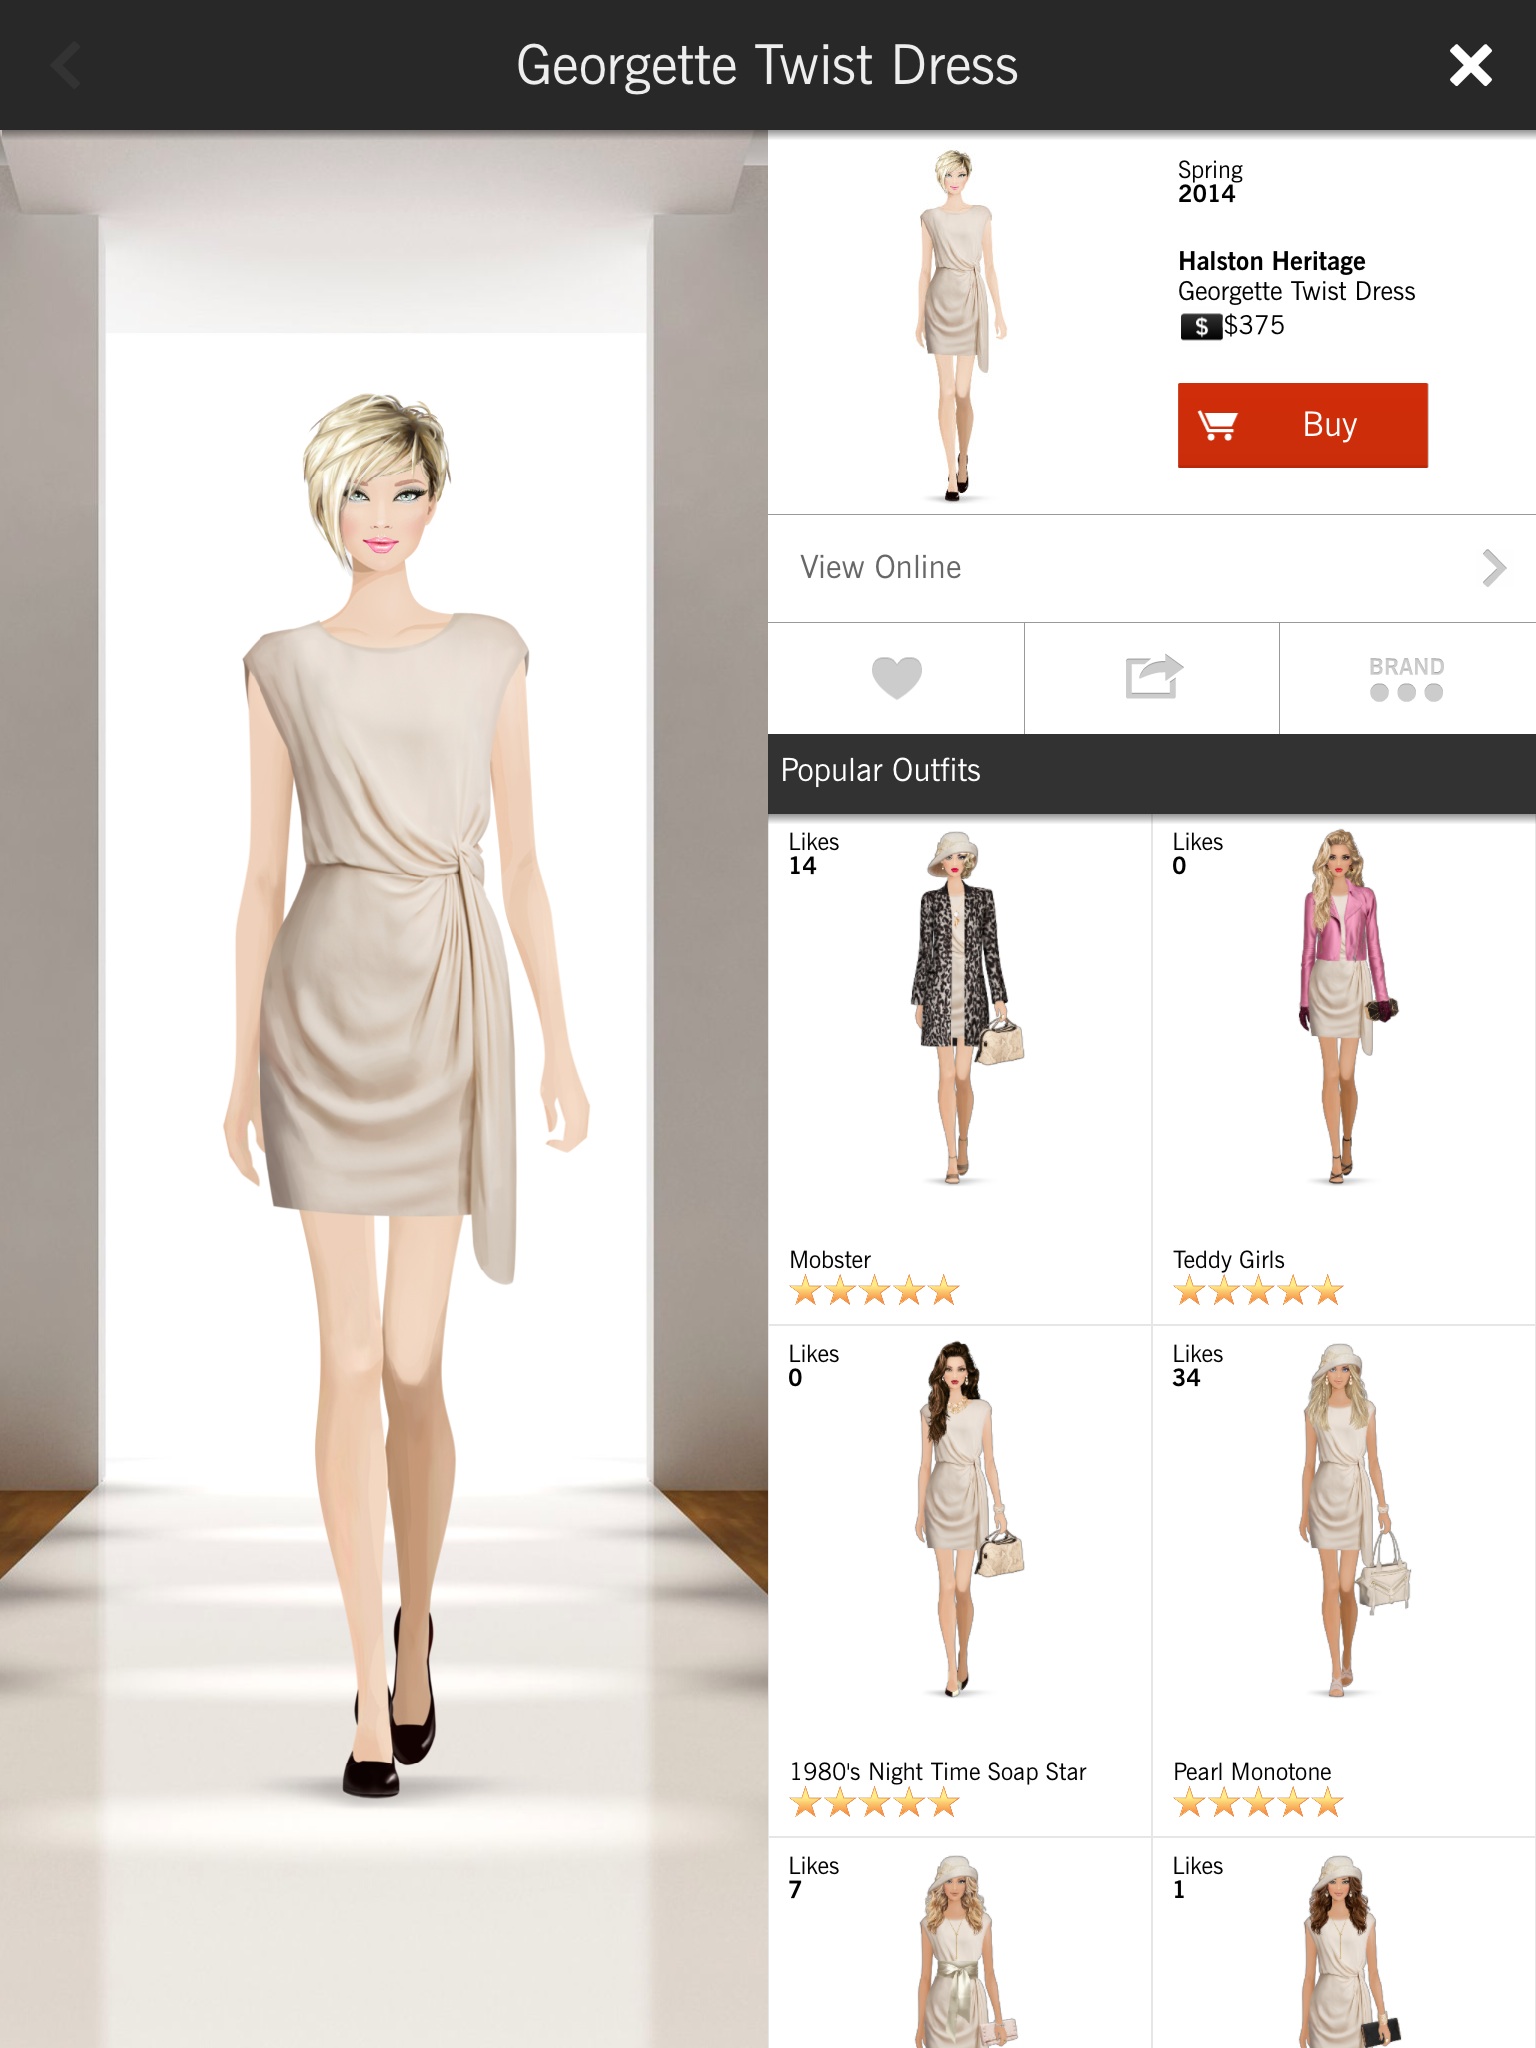 Georgette Twist Dress
Spring
2014
Halston Heritage
Georgette Twist Dress
$ $375
Buy
View Online
BRAND
Popular Outfits
Likes
14
Likes
0
Mobster
Teddy Girls
Likes
0
Likes
34
1980's Night Time Soap Star
Pearl Monotone
Likes
7
Likes
1